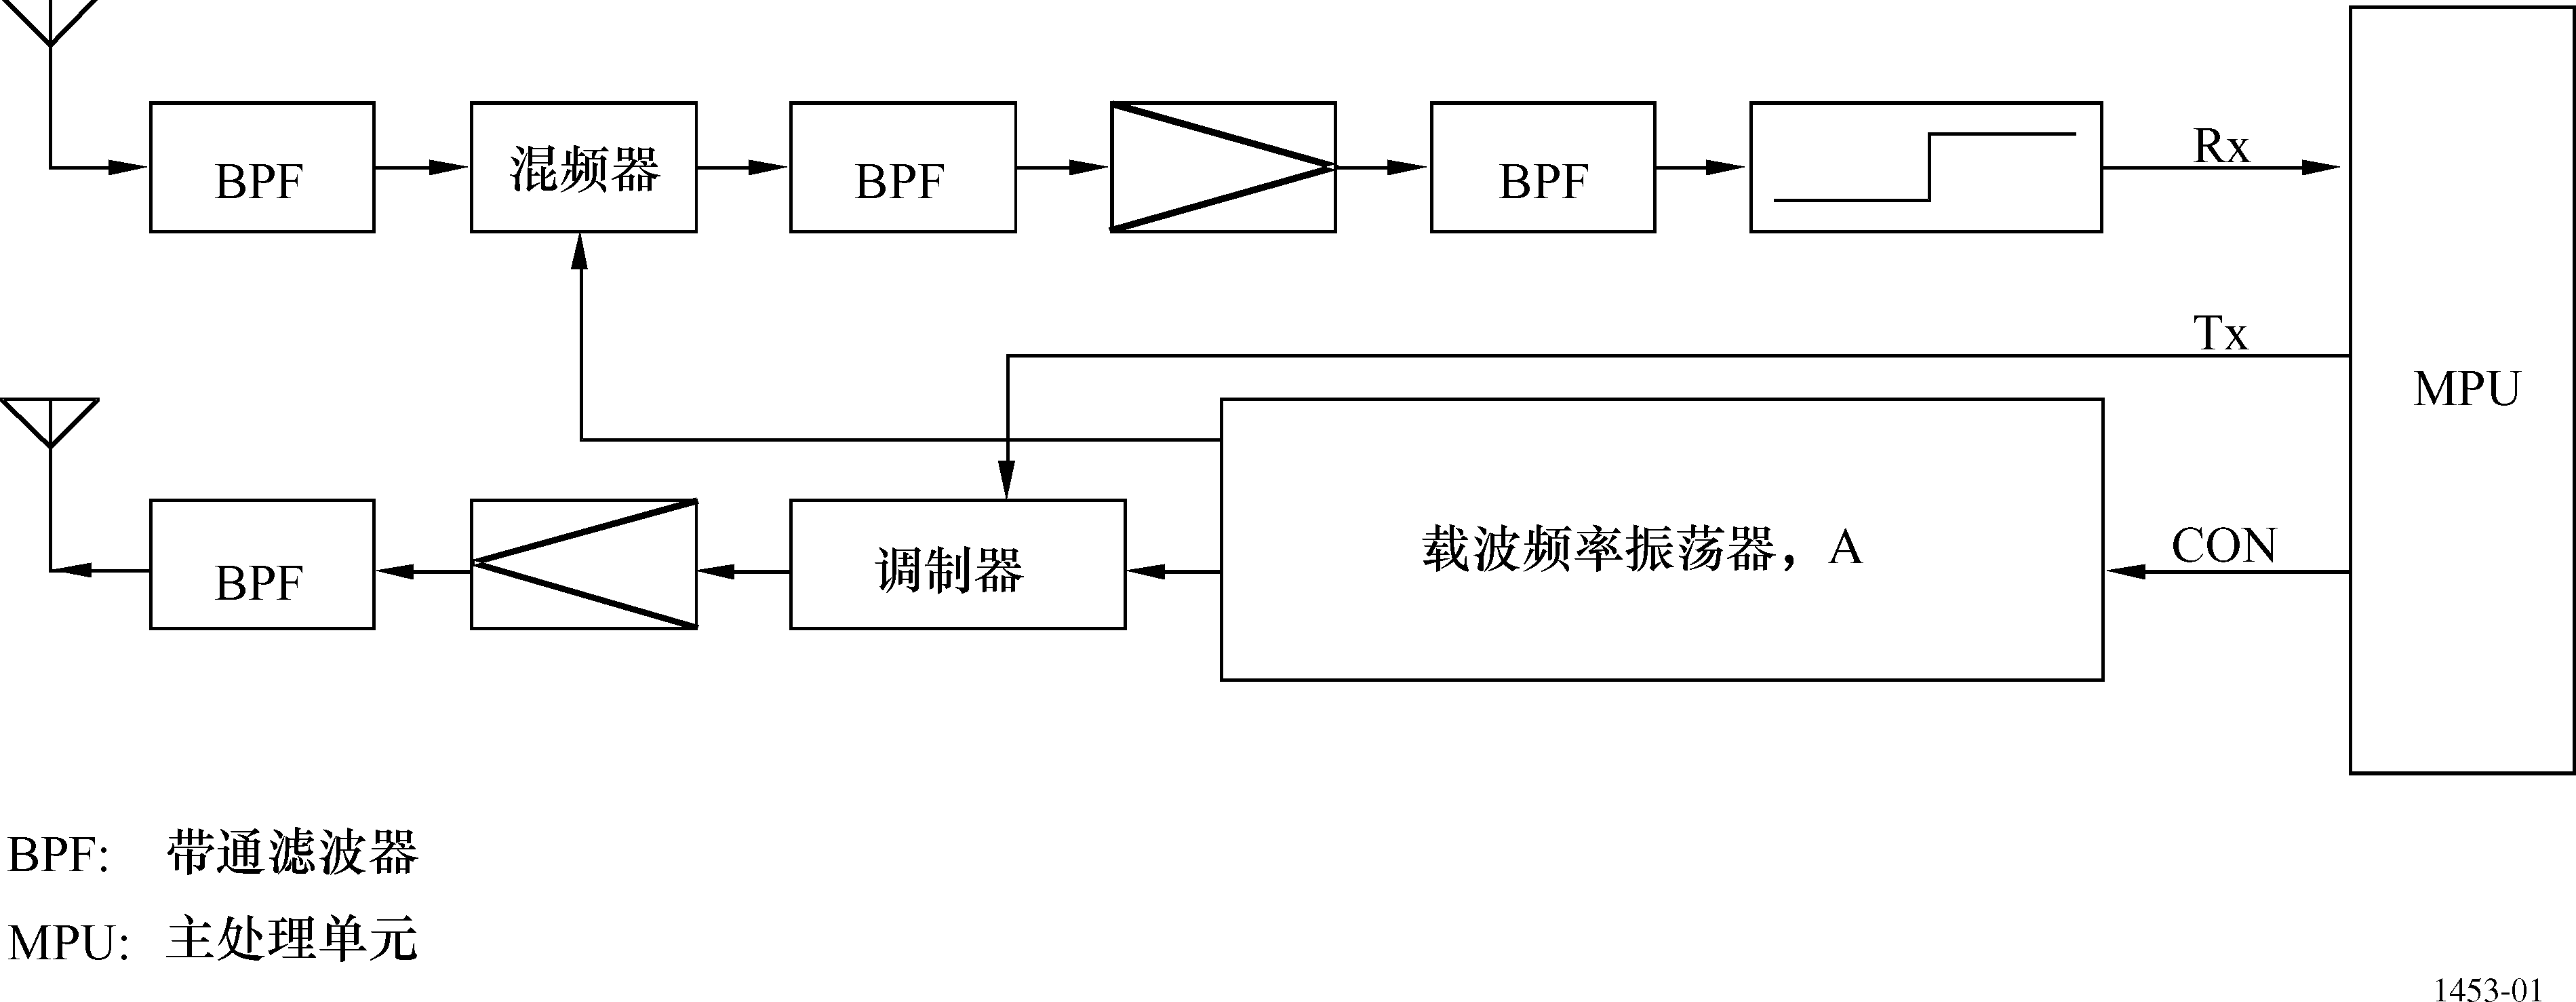 BPF
混频器
BPF
BPF
Rx
Tx
MPU
BPF
调制器
载波频率振荡器，A
CON
BPF: 带通滤波器
MPU: 主处理单元
1453-01